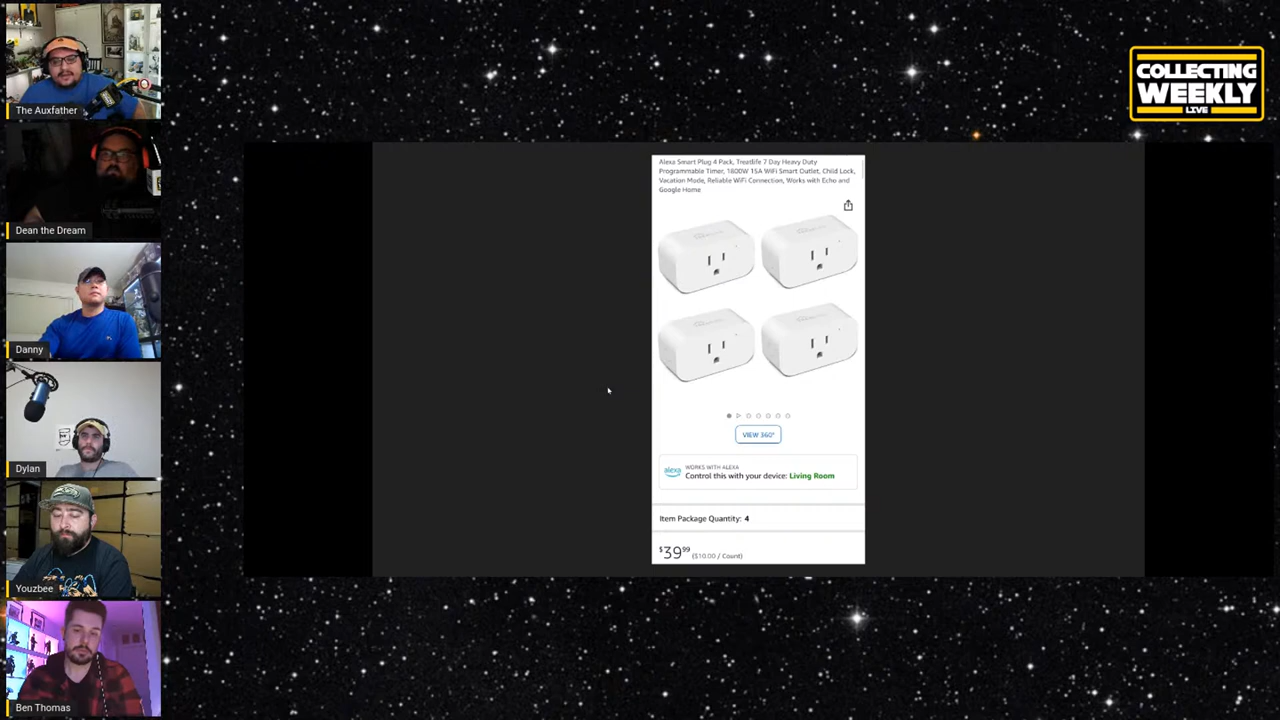 The Auxfather
Dean the Dream
Danny
Dylan
Youzbee
Ben Thomas
COLLECTING
WEEKLY
LIVE
Alexa Smart Plug 4 Pack, Treatlife 7 Day Heavy Duty
Programmable Timer, 1800W 15A WiFi Smart Outlet, Child Lock,
Vacation Mode, Reliable WiFi Connection, Works with Echo and
Google Home
VIEW 360°
alexa
WORKS WITH ALEXA
Control this with your device: Living Room
Item Package Quantity: 4
$39.99 ($10.00 / Count)